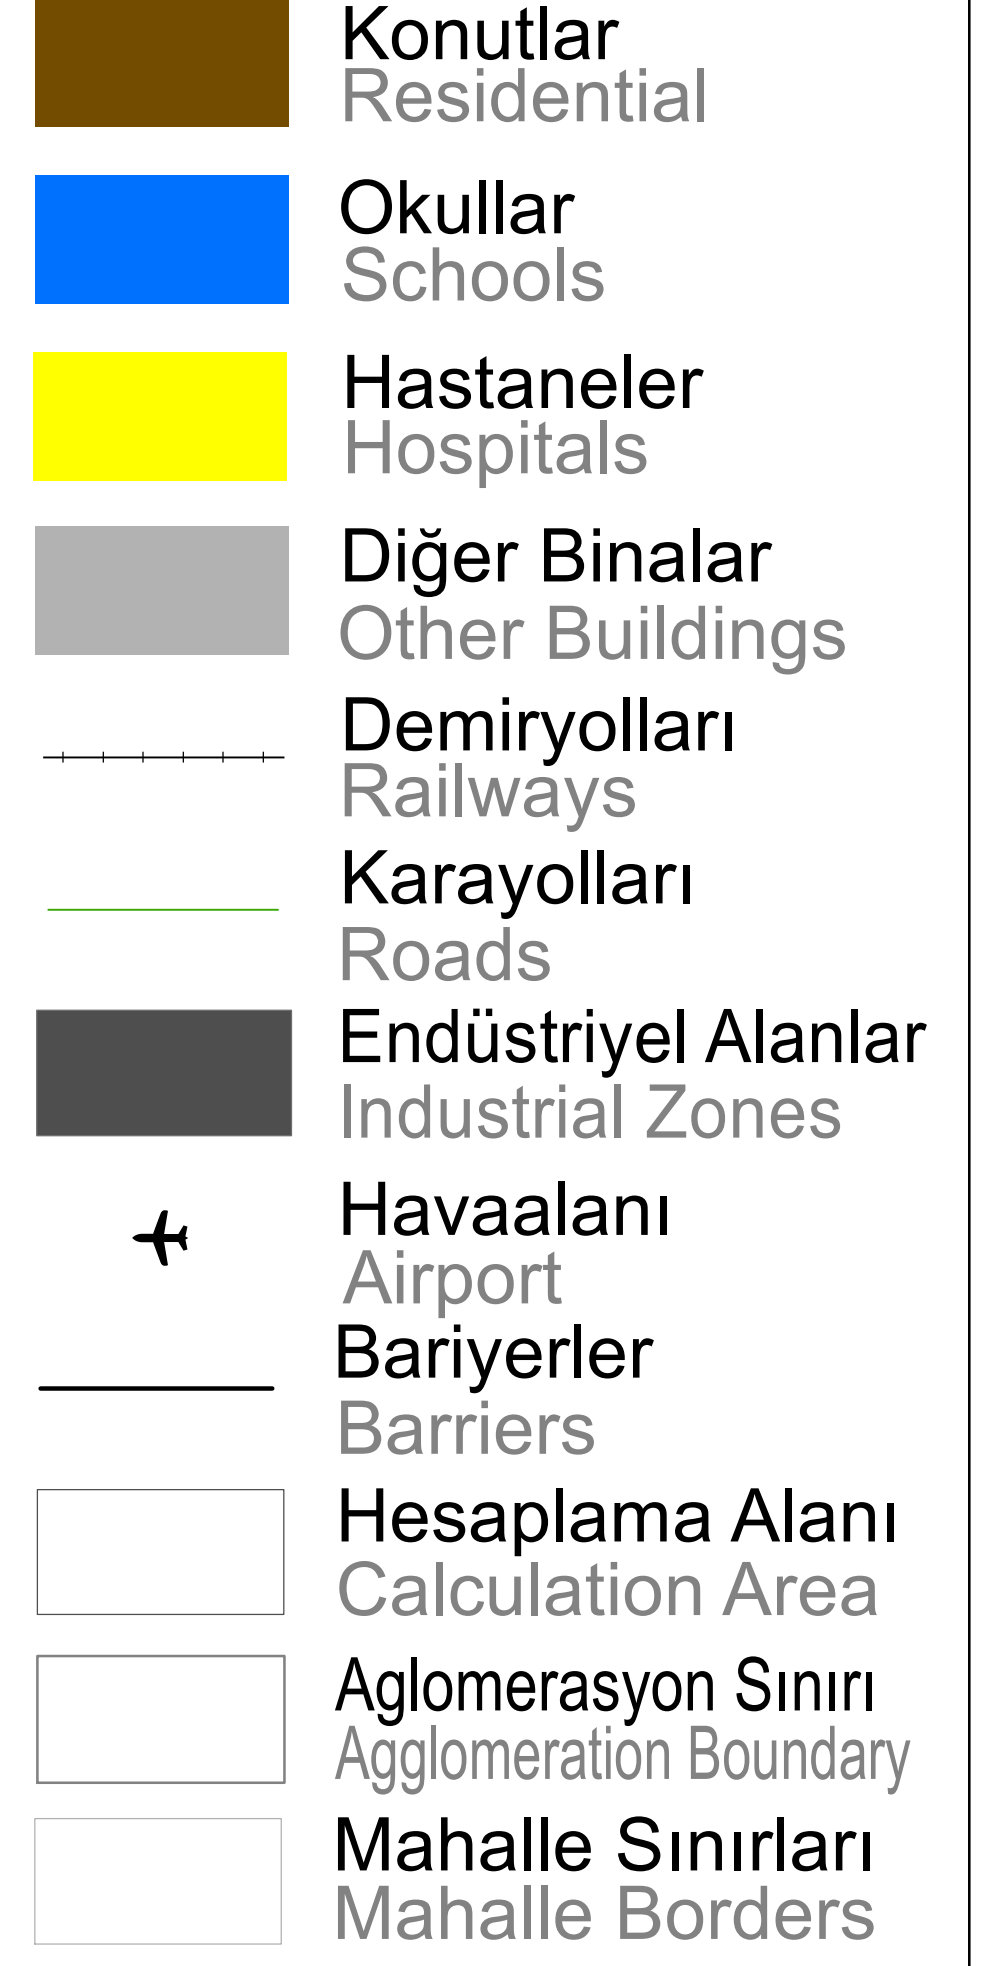 Konutlar
Residential
Okullar
Schools
Hastaneler
Hospitals
Diğer Binalar
Other Buildings
Demiryolları
Railways
Karayolları
Roads
Endüstriyel Alanlar
Industrial Zones
Havaalanı
Airport
Bariyerler
Barriers
Hesaplama Alanı
Calculation Area
Aglomerasyon Sınırı
Agglomeration Boundary
Mahalle Sınırları
Mahalle Borders